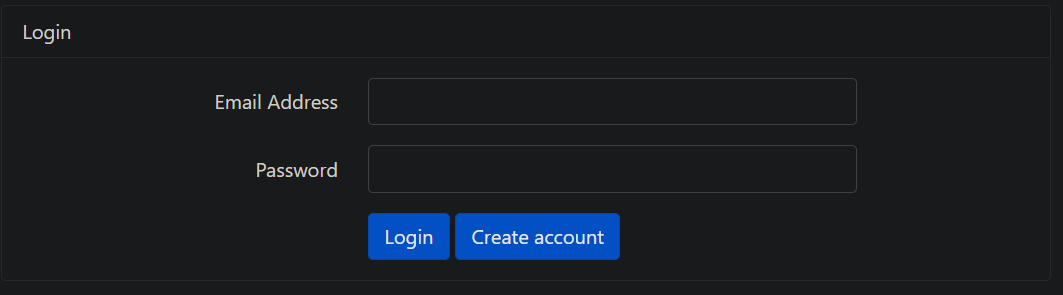 Login
Email Address
Password
Login Create account